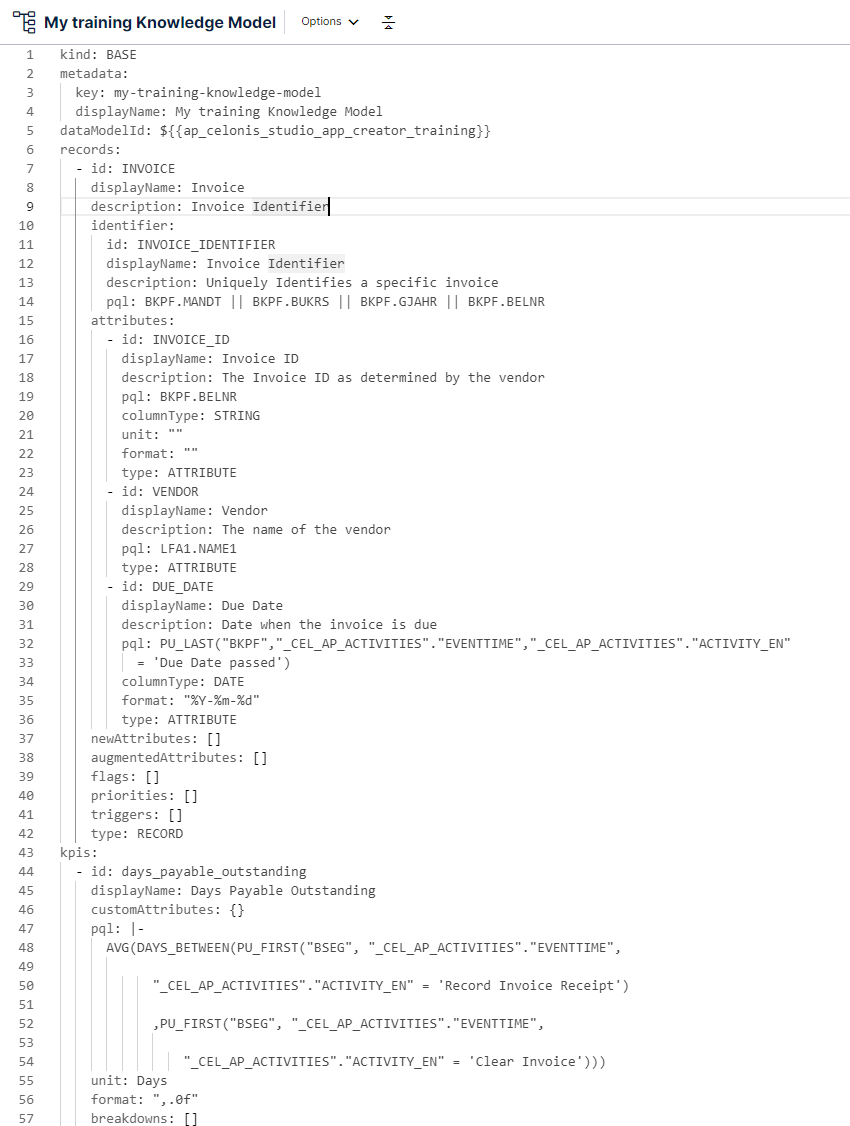 My training Knowledge Model
Options
1 kind: BASE
2 metadata:
3   key: my-training-knowledge-model
4   displayName: My training Knowledge Model
5 dataModelId: ${{ap_celonis_studio_app_creator_training}}
6 records:
7   - id: INVOICE
8     displayName: Invoice
9     description: Invoice Identifier
10     identifier:
11       id: INVOICE_IDENTIFIER
12       displayName: Invoice Identifier
13       description: Uniquely Identifies a specific invoice
14       pql: BKPF.MANDT || BKPF.BUKRS || BKPF.GJAHR || BKPF.BELNR
15     attributes:
16       - id: INVOICE_ID
17         displayName: Invoice ID
18         description: The Invoice ID as determined by the vendor
19         pql: BKPF.BELNR
20         columnType: STRING
21         unit: ""
22         format: ""
23         type: ATTRIBUTE
24       - id: VENDOR
25         displayName: Vendor
26         description: The name of the vendor
27         pql: LFA1.NAME1
28         type: ATTRIBUTE
29       - id: DUE_DATE
30         displayName: Due Date
31         description: Date when the invoice is due
32         pql: PU_LAST("BKPF","_CEL_AP_ACTIVITIES"."EVENTTIME","_CEL_AP_ACTIVITIES"."ACTIVITY_EN"
33           = 'Due Date passed')
34         columnType: DATE
35         format: "%Y-%m-%d"
36         type: ATTRIBUTE
37     newAttributes: []
38     augmentedAttributes: []
39     flags: []
40     priorities: []
41     triggers: []
42     type: RECORD
43 kpis:
44   - id: days_payable_outstanding
45     displayName: Days Payable Outstanding
46     customAttributes: {}
47     pql: |-
48       AVG(DAYS_BETWEEN(PU_FIRST("BSEG", "_CEL_AP_ACTIVITIES"."EVENTTIME",
49
50             "_CEL_AP_ACTIVITIES"."ACTIVITY_EN" = 'Record Invoice Receipt')
51
52             ,PU_FIRST("BSEG", "_CEL_AP_ACTIVITIES"."EVENTTIME",
53
54                 "_CEL_AP_ACTIVITIES"."ACTIVITY_EN" = 'Clear Invoice')))
55     unit: Days
56     format: ",.0f"
57     breakdowns: []